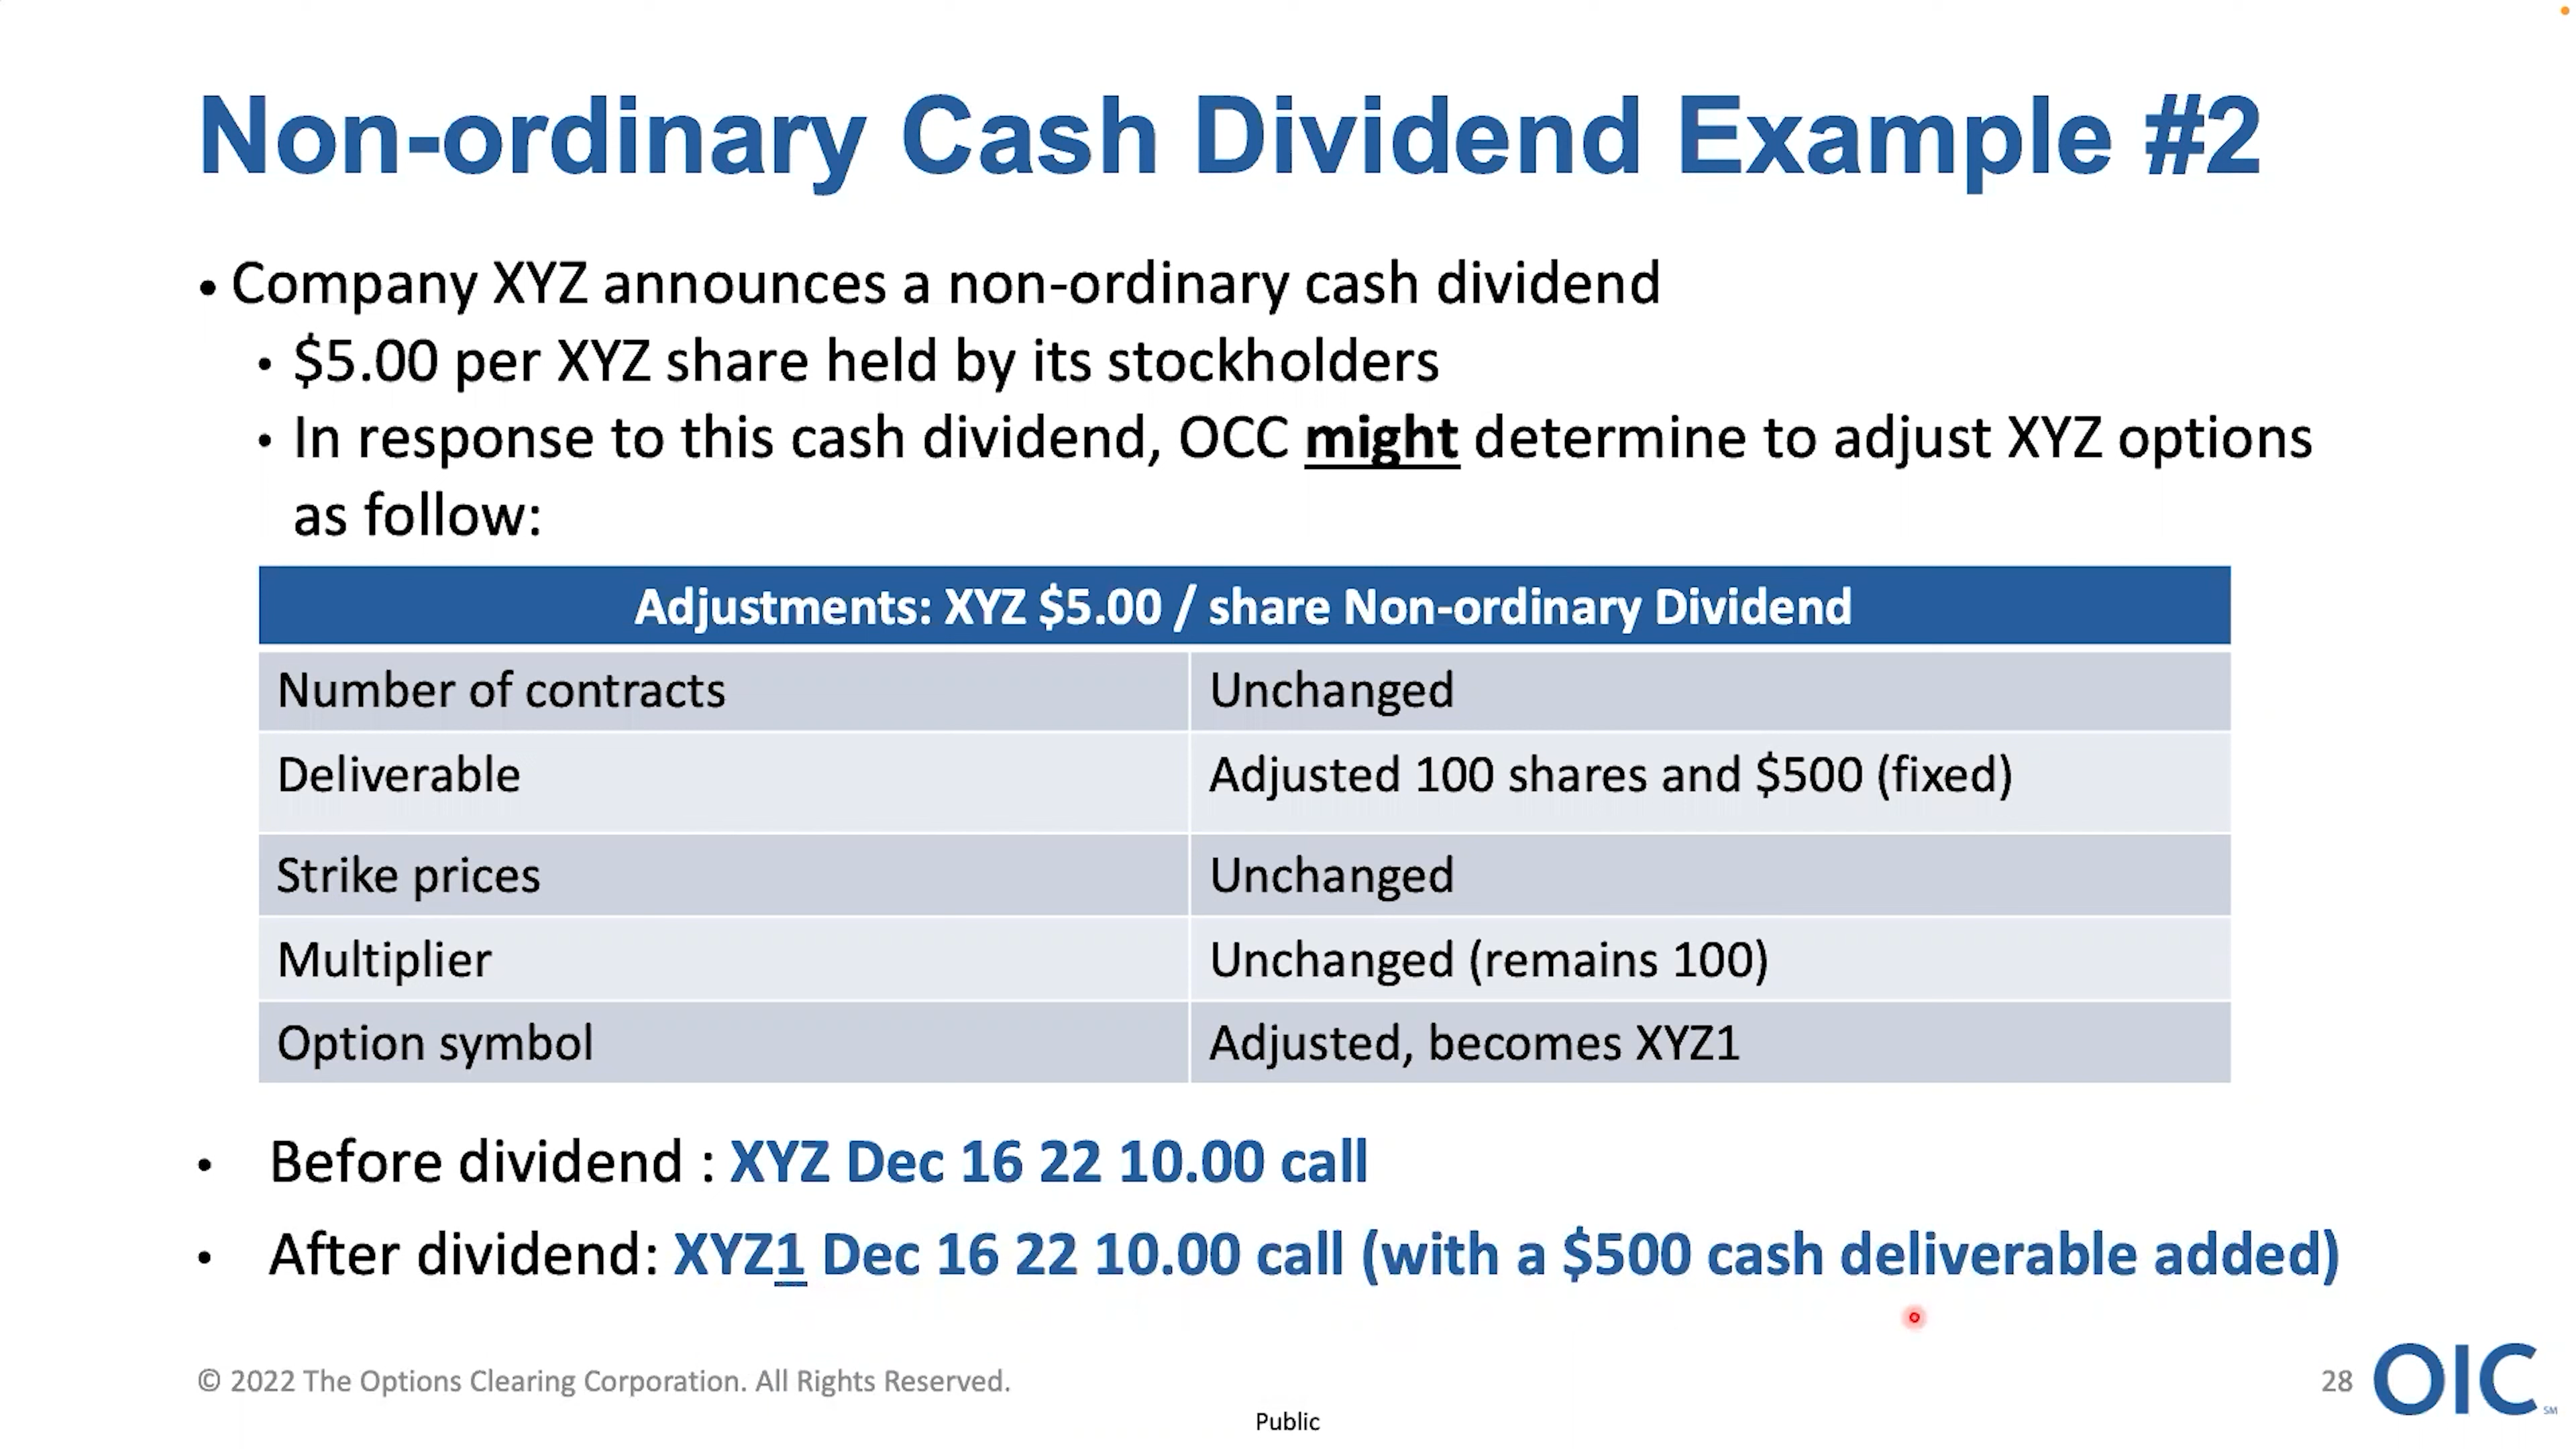 Non-ordinary Cash Dividend Example #2
• Company XYZ announces a non-ordinary cash dividend
• $5.00 per XYZ share held by its stockholders
• In response to this cash dividend, OCC might determine to adjust XYZ options
as follow:
Adjustments: XYZ $5.00 / share Non-ordinary Dividend
Number of contracts Unchanged
Deliverable Adjusted 100 shares and $500 (fixed)
Strike prices Unchanged
Multiplier Unchanged (remains 100)
Option symbol Adjusted, becomes XYZ1
• Before dividend : XYZ Dec 16 22 10.00 call
• After dividend: XYZ1 Dec 16 22 10.00 call (with a $500 cash deliverable added)
© 2022 The Options Clearing Corporation. All Rights Reserved.
28 OIC SM
Public